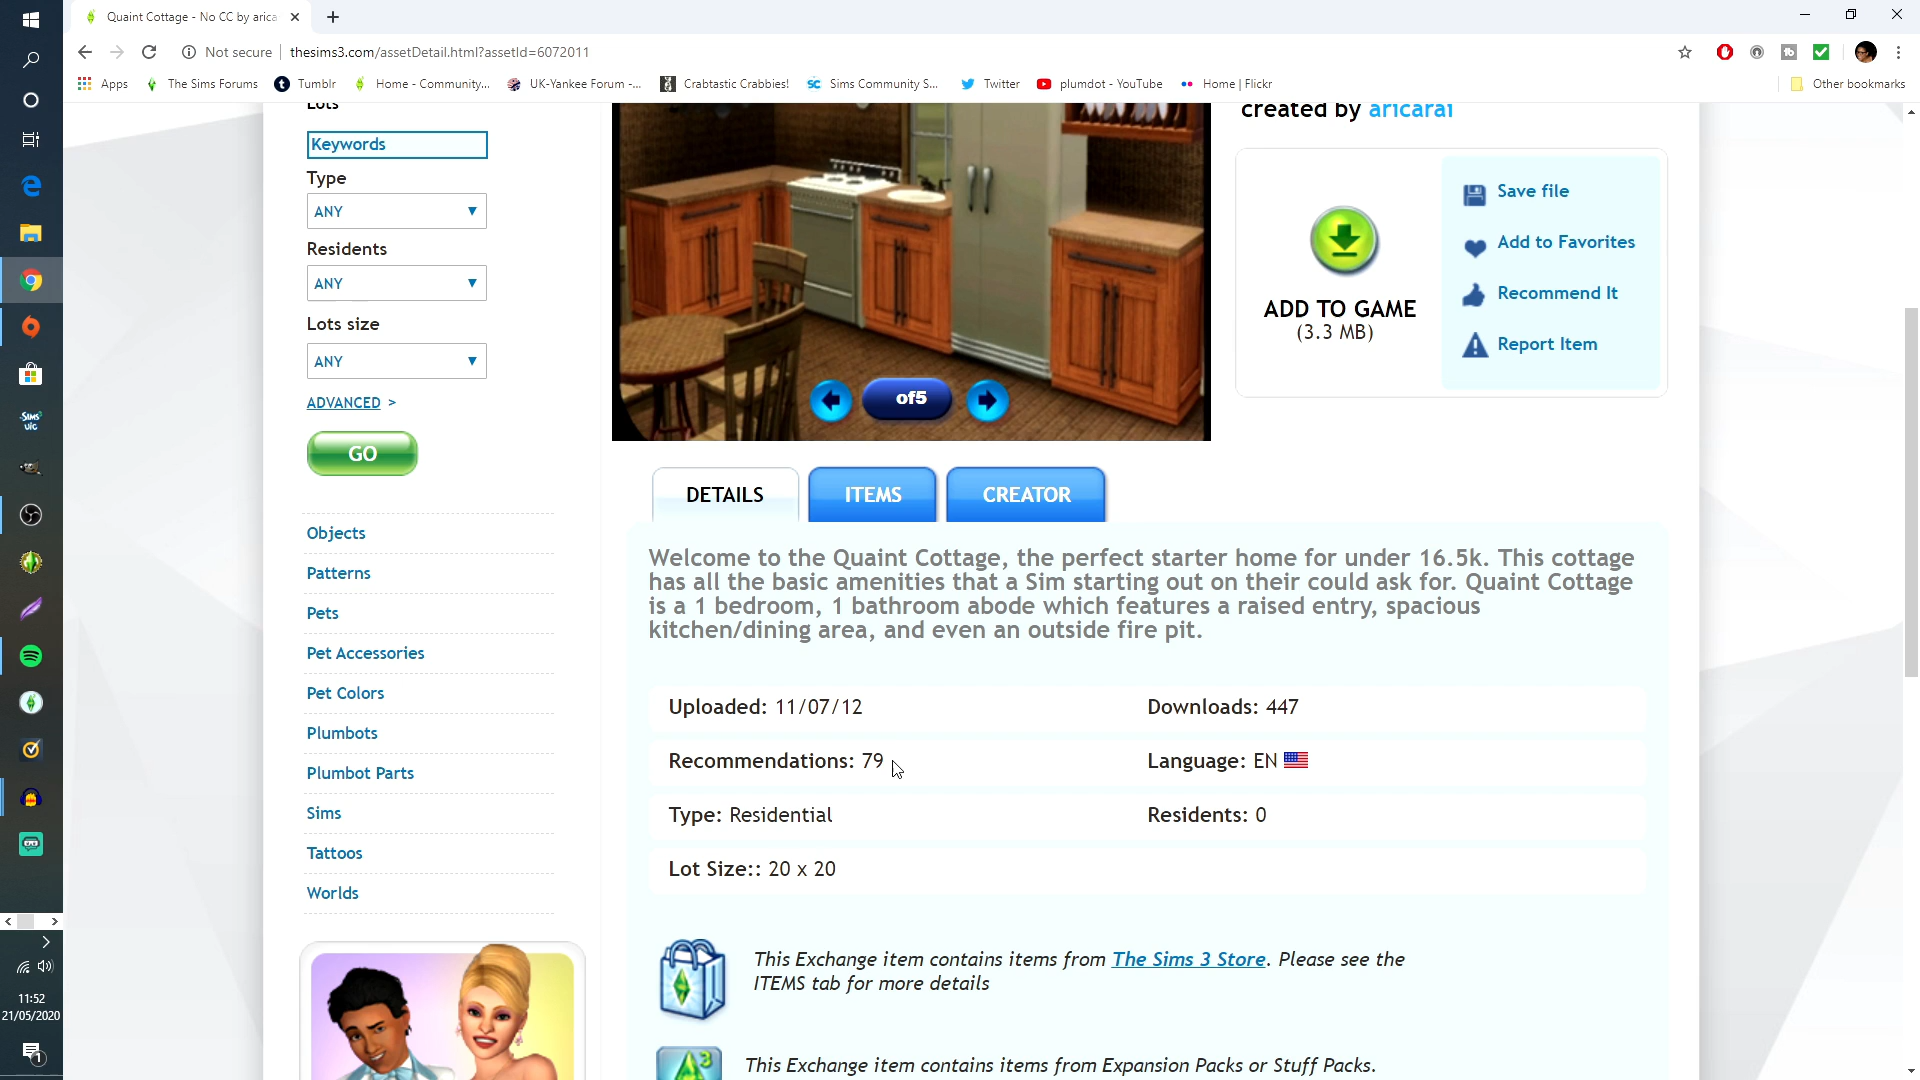 Quaint Cottage - No CC by arica
Not secure
thesims3.com/assetDetail.html?assetId=6072011
Apps
The Sims Forums
Tumblr
Home - Community...
UK-Yankee Forum -...
Crabtastic Crabbies!
Sims Community S...
Twitter
plumdot - YouTube
Home | Flickr
Other bookmarks
Lots
Keywords
Type
ANY
Residents
ANY
Lots size
ANY
ADVANCED >
GO
Objects
Patterns
Pets
Pet Accessories
Pet Colors
Plumbots
Plumbot Parts
Sims
Tattoos
Worlds
of5
created by aricarai
ADD TO GAME
(3.3 MB)
Save file
Add to Favorites
Recommend It
Report Item
DETAILS
ITEMS
CREATOR
Welcome to the Quaint Cottage, the perfect starter home for under 16.5k. This cottage
has all the basic amenities that a Sim starting out on their could ask for. Quaint Cottage
is a 1 bedroom, 1 bathroom abode which features a raised entry, spacious
kitchen/dining area, and even an outside fire pit.
Uploaded: 11/07/12
Downloads: 447
Recommendations: 79
Language: EN
Type: Residential
Residents: 0
Lot Size:: 20 x 20
This Exchange item contains items from The Sims 3 Store. Please see the
ITEMS tab for more details
3
This Exchange item contains items from Expansion Packs or Stuff Packs.
11:52
21/05/2020
1